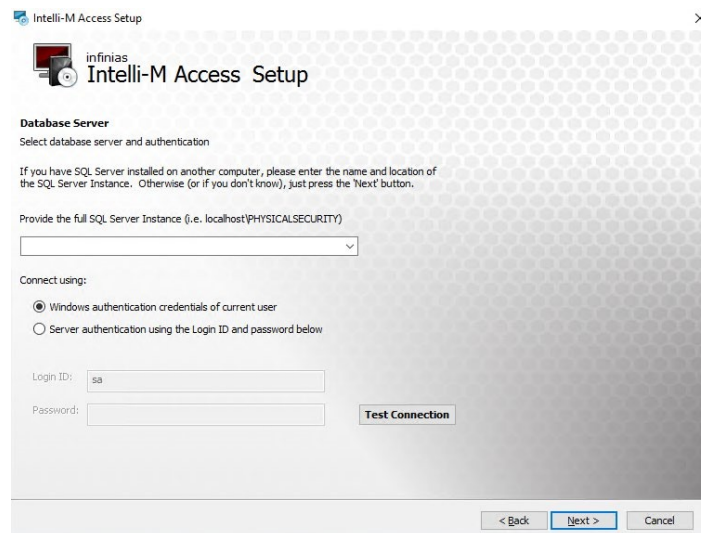 Intelli-M Access Setup
infinias
Intelli-M Access Setup
Database Server
Select database server and authentication
If you have SQL Server installed on another computer, please enter the name and location of
the SQL Server Instance. Otherwise (or if you don't know), just press the 'Next' button.
Provide the full SQL Server Instance (i.e. localhost\PHYSICALSECURITY)
Connect using:
Windows authentication credentials of current user
Server authentication using the Login ID and password below
Login ID: sa
Password:
Test Connection
< Back Next > Cancel